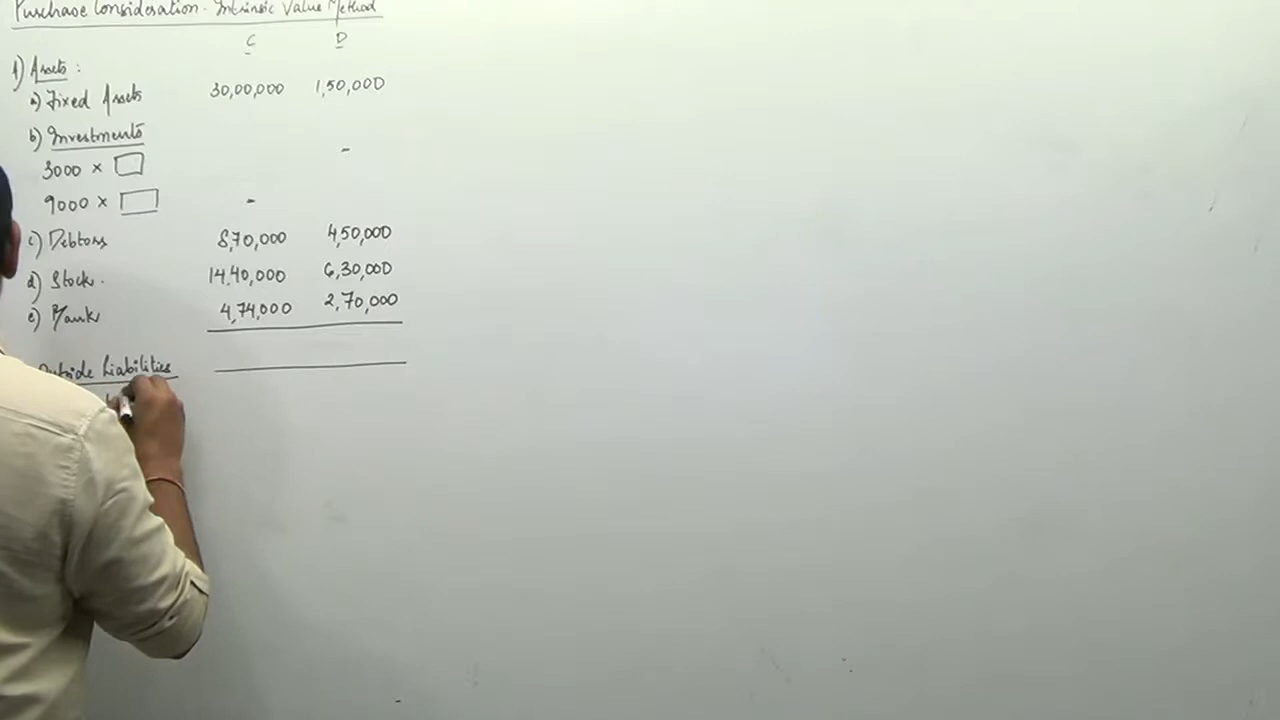 Purchase Consideration - Intrinsic Value Method
C D
1) Assets :
a) Fixed Assets 30,00,000 1,50,000
b) Investments
3000 × -
9000 × -
c) Debtors 8,70,000 4,50,000
d) Stock. 14,40,000 6,30,000
e) Bank 4,74,000 2,70,000
Outside Liabilities